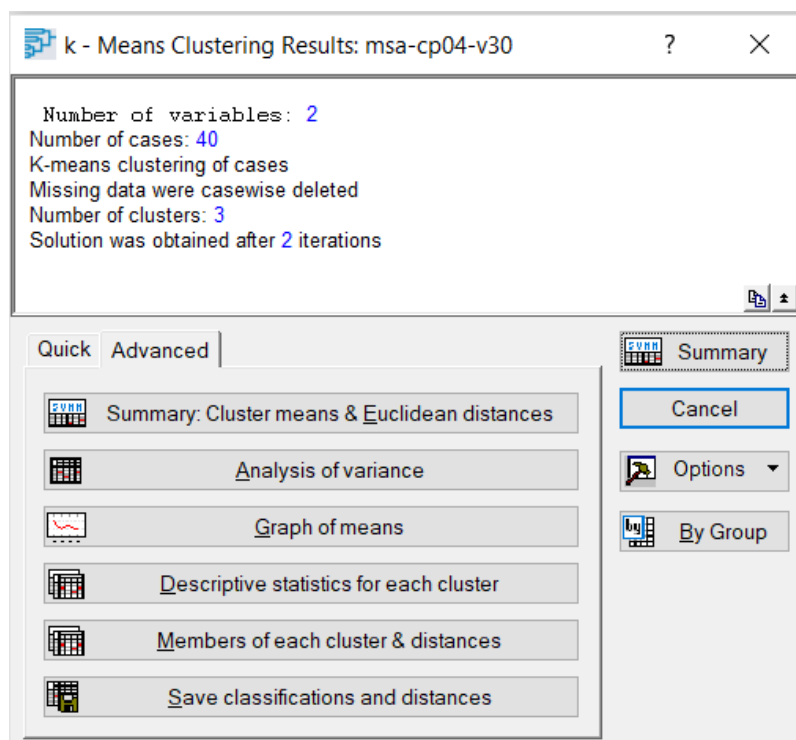 k - Means Clustering Results: msa-cp04-v30 ?
Number of variables: 2
Number of cases: 40
K-means clustering of cases
Missing data were casewise deleted
Number of clusters: 3
Solution was obtained after 2 iterations
Quick Advanced
Summary: Cluster means & Euclidean distances
Analysis of variance
Graph of means
Descriptive statistics for each cluster
Members of each cluster & distances
Save classifications and distances
Summary
Cancel
Options
By Group